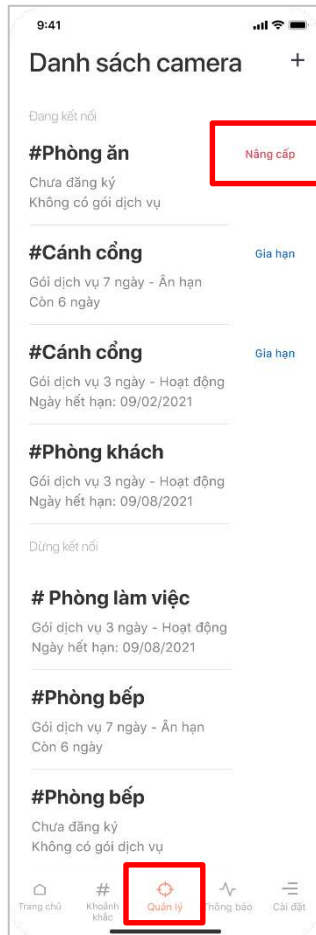 9:41
Danh sách camera +
Đang kết nối
#Phòng ăn Nâng cấp
Chưa đăng ký
Không có gói dịch vụ
#Cánh cổng Gia hạn
Gói dịch vụ 7 ngày - Ân hạn
Còn 6 ngày
#Cánh cổng Gia hạn
Gói dịch vụ 3 ngày - Hoạt động
Ngày hết hạn: 09/02/2021
#Phòng khách
Gói dịch vụ 3 ngày - Hoạt động
Ngày hết hạn: 09/08/2021
Dừng kết nối
# Phòng làm việc
Gói dịch vụ 3 ngày - Hoạt động
Ngày hết hạn: 09/08/2021
#Phòng bếp
Gói dịch vụ 7 ngày - Ân hạn
Còn 6 ngày
#Phòng bếp
Chưa đăng ký
Không có gói dịch vụ
Trang chủ Khoảnh khắc Quản lý Thông báo Cài đặt